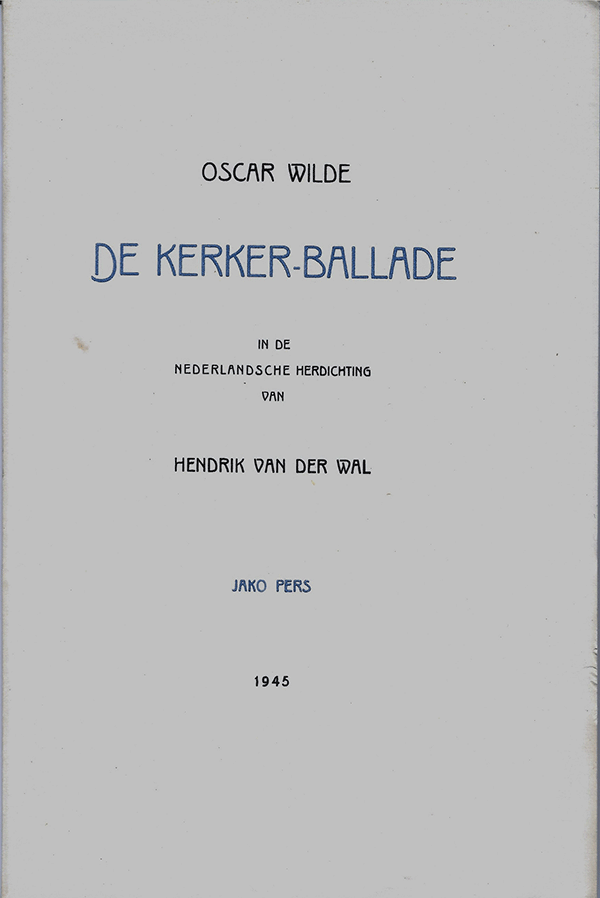 OSCAR WILDE
DE KERKER-BALLADE
IN DE
NEDERLANDSCHE HERDICHTING
VAN
HENDRIK VAN DER WAL
JAKO PERS
1945